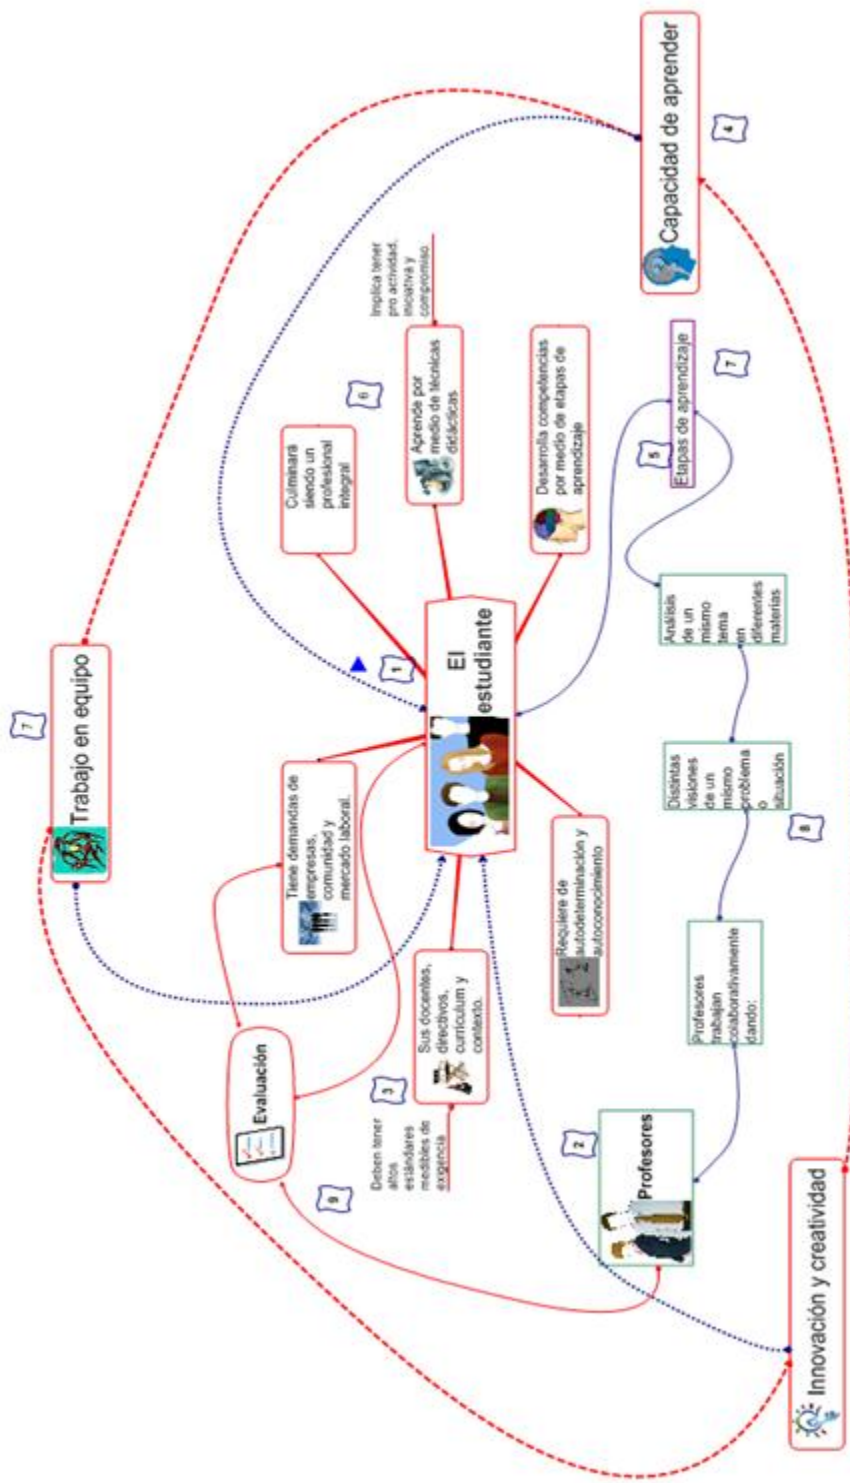 7
Trabajo en equipo
Evaluación
9
Tiene demandas de
empresas,
comunidad y
mercado laboral.
Culminará
siendo un
profesional
integral
Implica tener
pro actividad,
iniciativa y
compromiso
6
Aprende por
medio de técnicas
didácticas
1
El
estudiante
3
Deben tener
altos
estándares
medibles de
exigencia
Sus docentes,
directivos,
currículum y
contexto.
Requiere de
autodeterminación y
autoconocimiento
Desarrolla competencias
por medio de etapas de
aprendizaje
4
Capacidad de aprender
5
7
Etapas de aprendizaje
2
Profesores
Profesores
trabajan
colaborativamente
dando:
Distintas
visiones
de un
mismo
problema
o
situación
8
Análisis
de un
mismo
tema
en
diferentes
materias
Innovación y creatividad